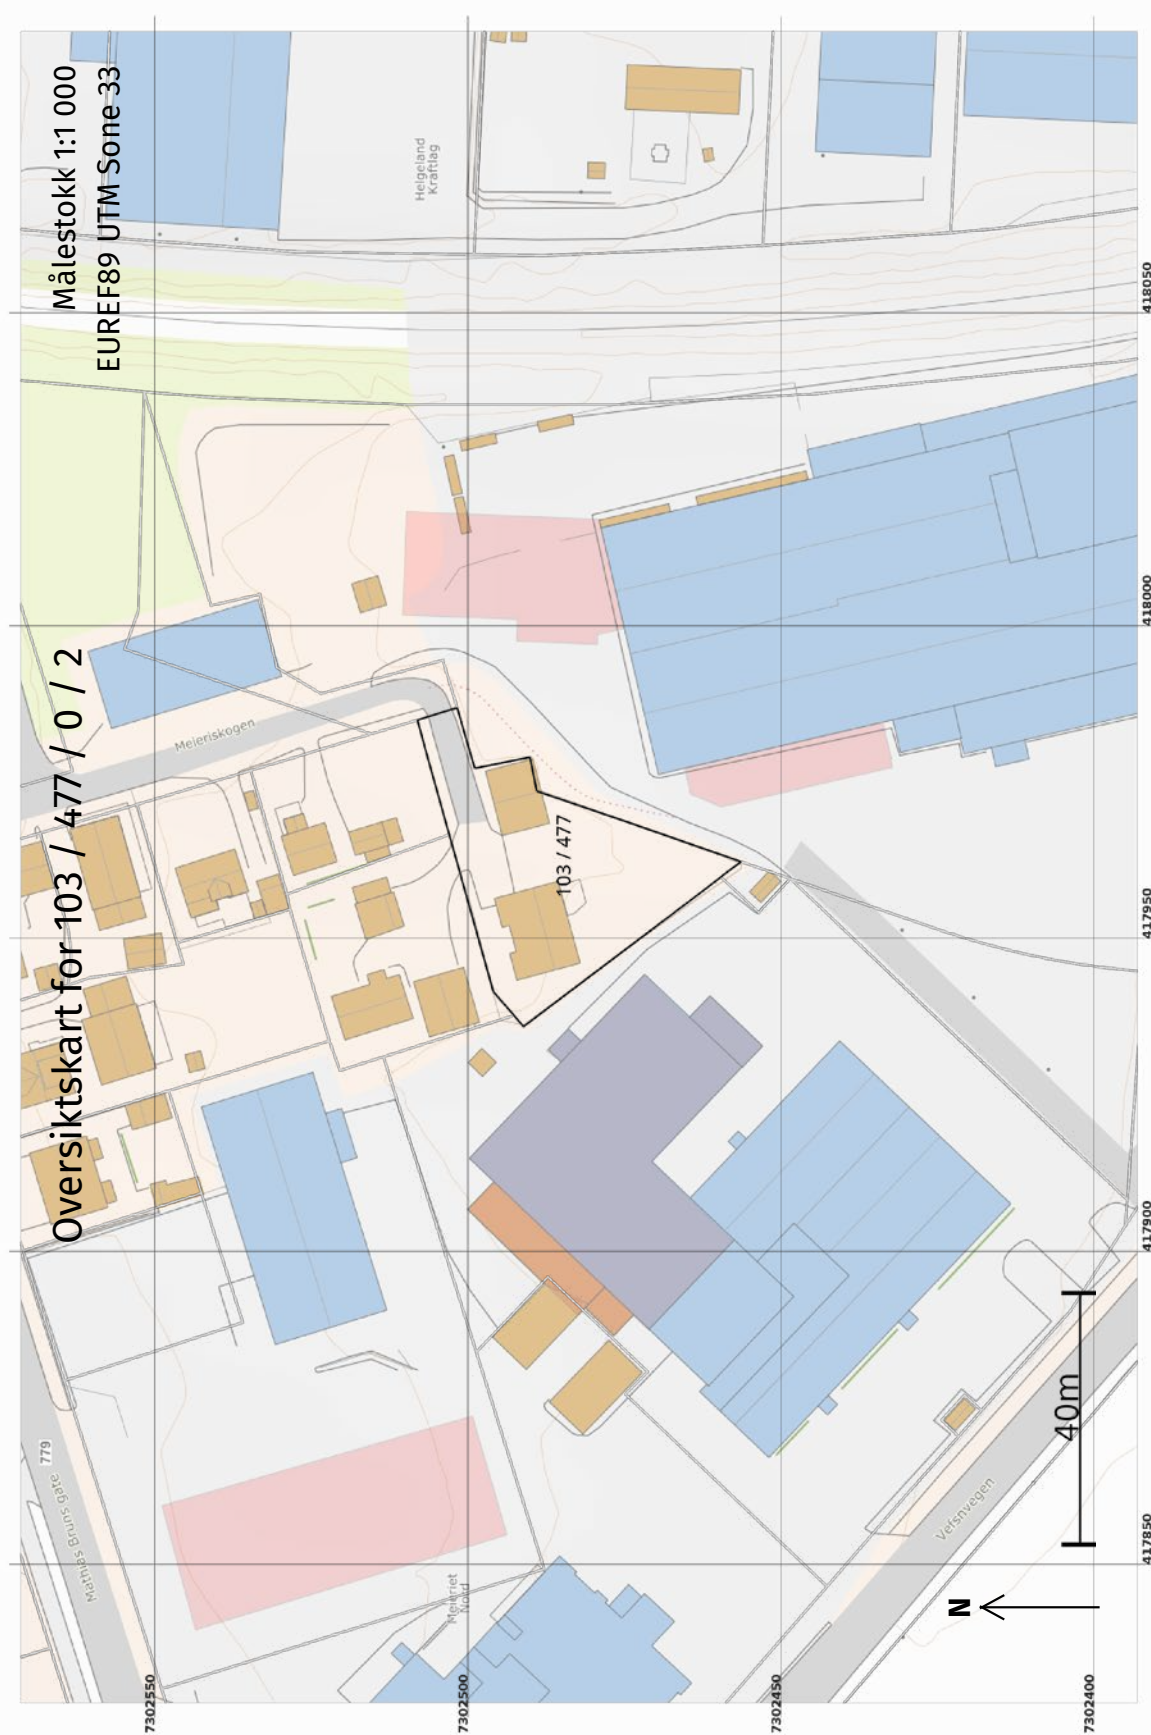 Oversiktskart for 103 / 477 / 0 / 2
Målestokk 1:1 000
EUREF89 UTM Sone 33
Mathias Bruns gate
779
Meieriskogen
Helgeland
Kraftlag
103 / 477
Meieriet
Nord
Vefsnvegen
N
40m
7302550
7302500
7302450
7302400
417850
417900
417950
418000
418050